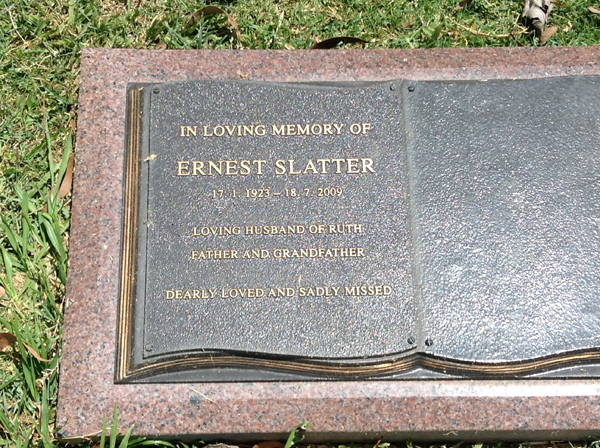 IN LOVING MEMORY OF
ERNEST SLATTER
17. 1. 1923 – 18. 7. 2009
LOVING HUSBAND OF RUTH
FATHER AND GRANDFATHER
DEARLY LOVED AND SADLY MISSED